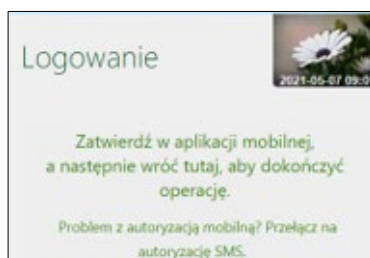 Logowanie
2021-05-07 09:0
Zatwierdź w aplikacji mobilnej,
a następnie wróć tutaj, aby dokończyć
operację.
Problem z autoryzacją mobilną? Przełącz na
autoryzację SMS.